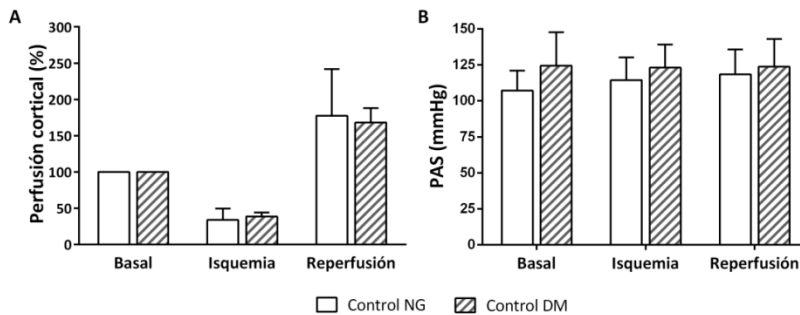 A
Perfusión cortical (%)
300
250
200
150
100
50
0
Basal
Isquemia
Reperfusión
B
PAS (mmHg)
150
125
100
75
50
25
0
Basal
Isquemia
Reperfusión
Control NG
Control DM